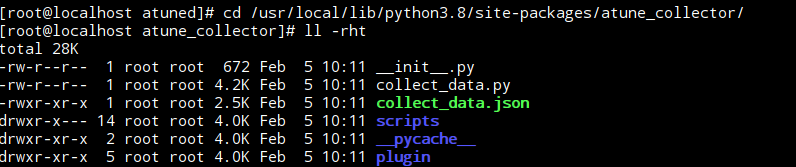 [root@localhost atuned]# cd /usr/local/lib/python3.8/site-packages/atune_collector/
[root@localhost atune_collector]# ll -rht
total 28K
-rw-r--r--  1 root root  672 Feb  5 10:11 __init__.py
-rw-r--r--  1 root root 4.2K Feb  5 10:11 collect_data.py
-rwxr-xr-x  1 root root 2.5K Feb  5 10:11 collect_data.json
drwxr-x--- 14 root root 4.0K Feb  5 10:11 scripts
drwxr-xr-x  2 root root 4.0K Feb  5 10:11 __pycache__
drwxr-xr-x  5 root root 4.0K Feb  5 10:11 plugin